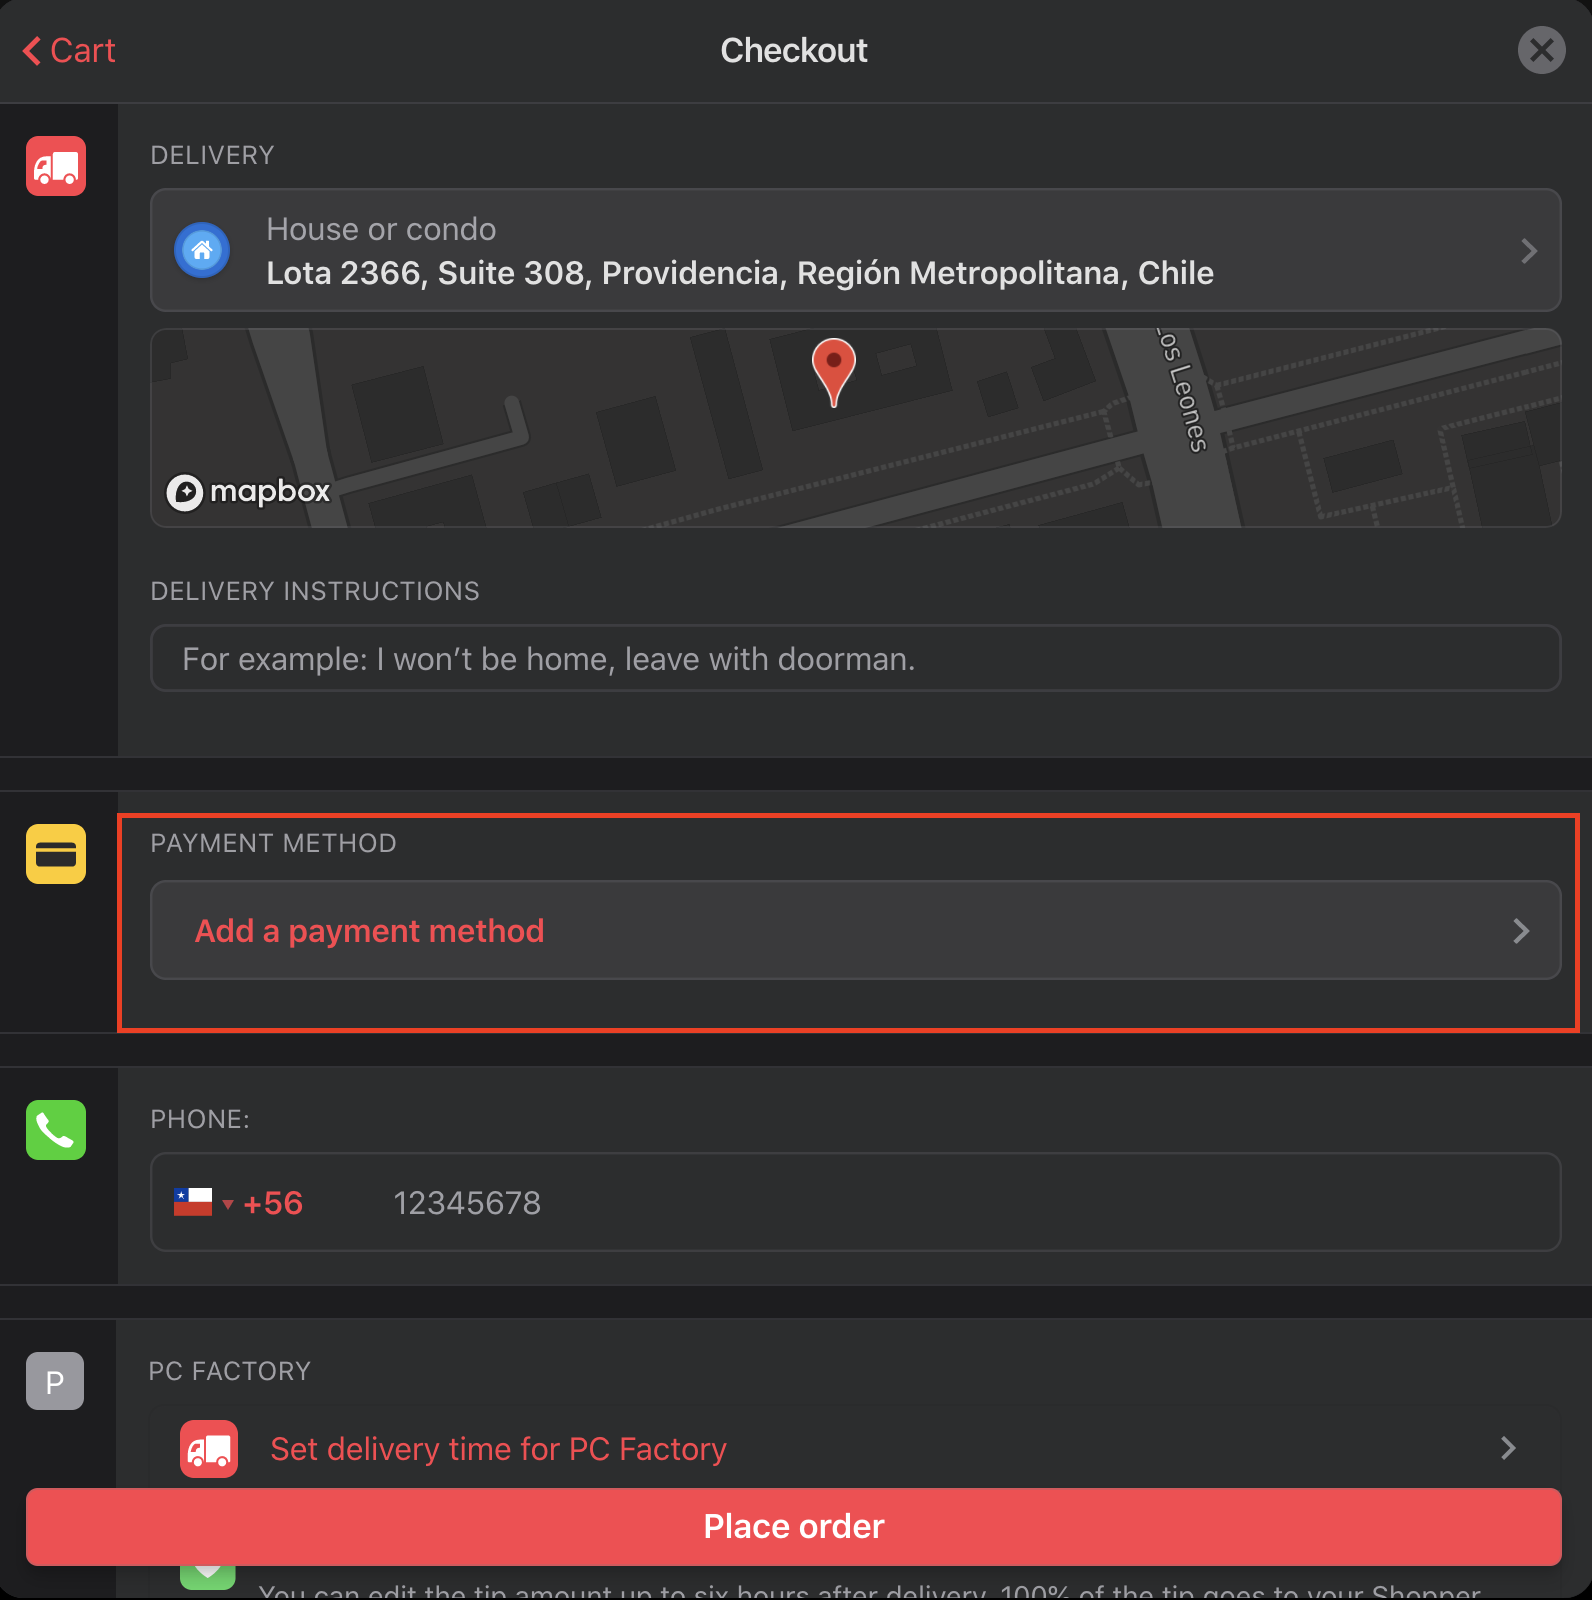 Cart
Checkout
DELIVERY
House or condo
Lota 2366, Suite 308, Providencia, Región Metropolitana, Chile
Los Leones
mapbox
DELIVERY INSTRUCTIONS
For example: I won’t be home, leave with doorman.
PAYMENT METHOD
Add a payment method
PHONE:
+56 12345678
P
PC FACTORY
Set delivery time for PC Factory
Place order
You can edit the tip amount up to six hours after delivery. 100% of the tip goes to your Shopper.